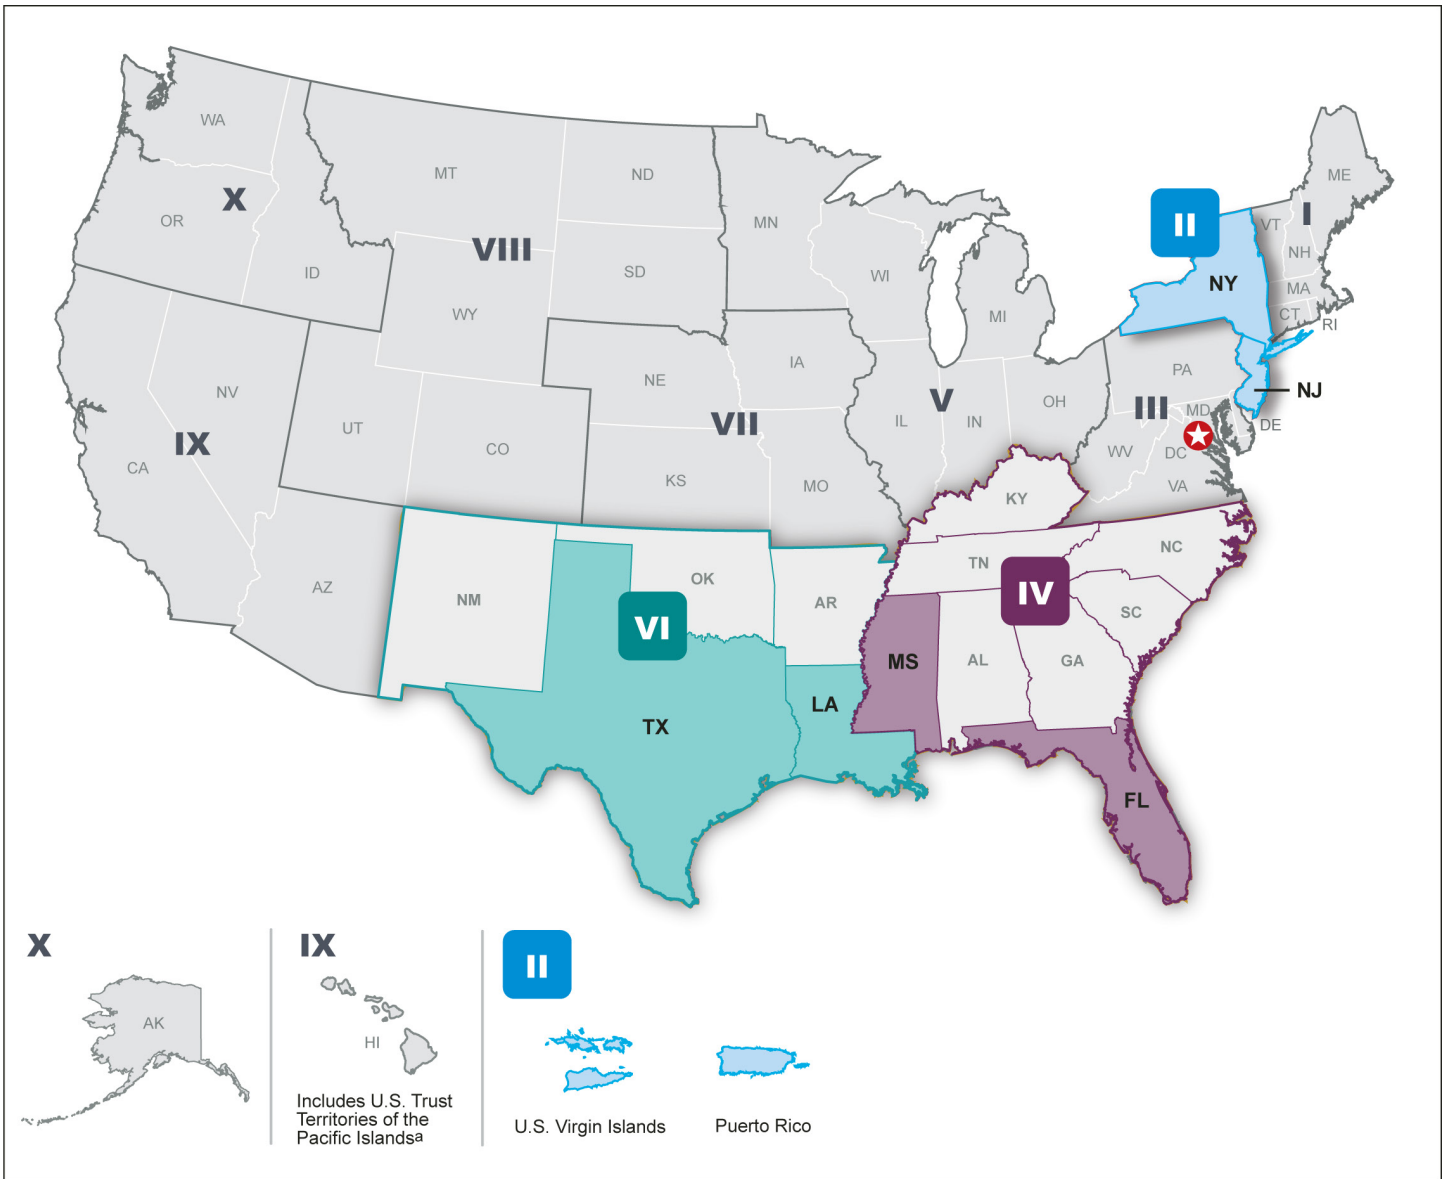 WA
MT
ND
MN
ME
X
OR
II
VT
I
VIII
NH
ID
SD
WI
NY
MA
WY
MI
CT
RI
IA
PA
NE
NV
NJ
V
OH
III
MD
IL
IN
DE
UT
VII
IX
CO
WV
DC
CA
KS
MO
VA
KY
NC
TN
OK
AZ
NM
IV
AR
SC
VI
MS
AL
GA
LA
TX
FL
X
AK
IX
HI
Includes U.S. Trust
Territories of the
Pacific Islandsa
II
U.S. Virgin Islands
Puerto Rico